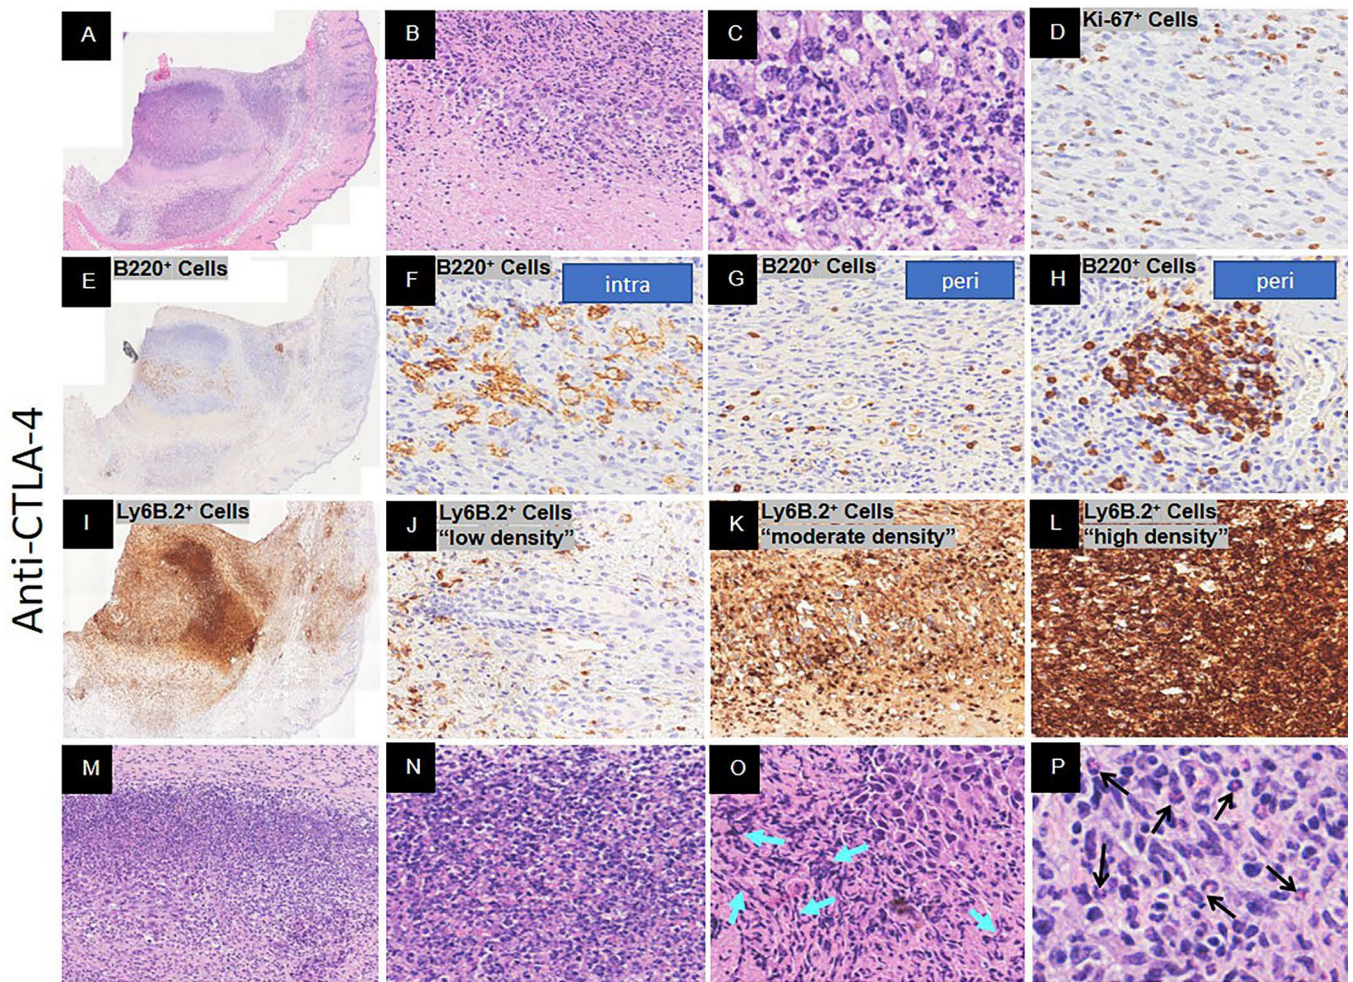 Anti-CTLA-4
A
B
C
D
Ki-67⁺ Cells
E
B220⁺ Cells
F
B220⁺ Cells
intra
G
B220⁺ Cells
peri
H
B220⁺ Cells
peri
I
Ly6B.2⁺ Cells
J
Ly6B.2⁺ Cells
“low density”
K
Ly6B.2⁺ Cells
“moderate density”
L
Ly6B.2⁺ Cells
“high density”
M
N
O
P